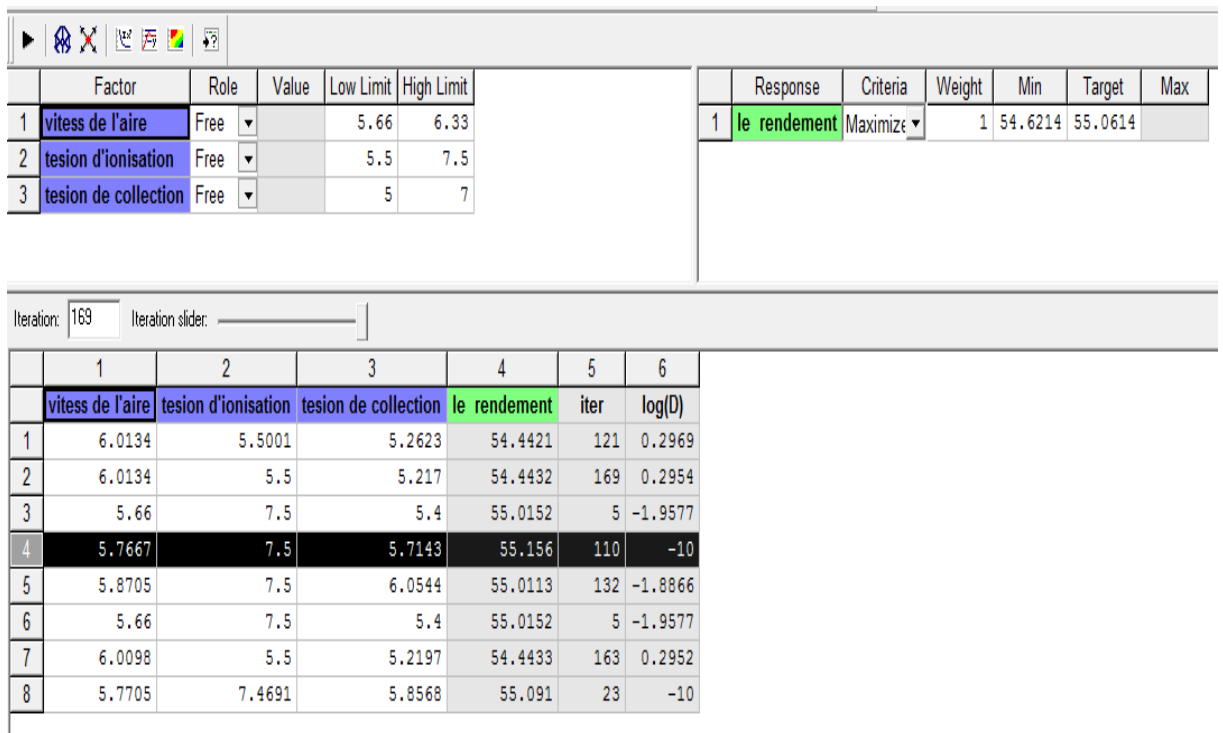 Factor Role Value Low Limit High Limit
1 vitess de l'aire Free 5.66 6.33
2 tesion d'ionisation Free 5.5 7.5
3 tesion de collection Free 5 7
Response Criteria Weight Min Target Max
1 le rendement Maximize 1 54.6214 55.0614
Iteration: 169 Iteration slider:
1 2 3 4 5 6
vitess de l'aire tesion d'ionisation tesion de collection le rendement iter log(D)
1 6.0134 5.5001 5.2623 54.4421 121 0.2969
2 6.0134 5.5 5.217 54.4432 169 0.2954
3 5.66 7.5 5.4 55.0152 5 -1.9577
4 5.7667 7.5 5.7143 55.156 110 -10
5 5.8705 7.5 6.0544 55.0113 132 -1.8866
6 5.66 7.5 5.4 55.0152 5 -1.9577
7 6.0098 5.5 5.2197 54.4433 163 0.2952
8 5.7705 7.4691 5.8568 55.091 23 -10